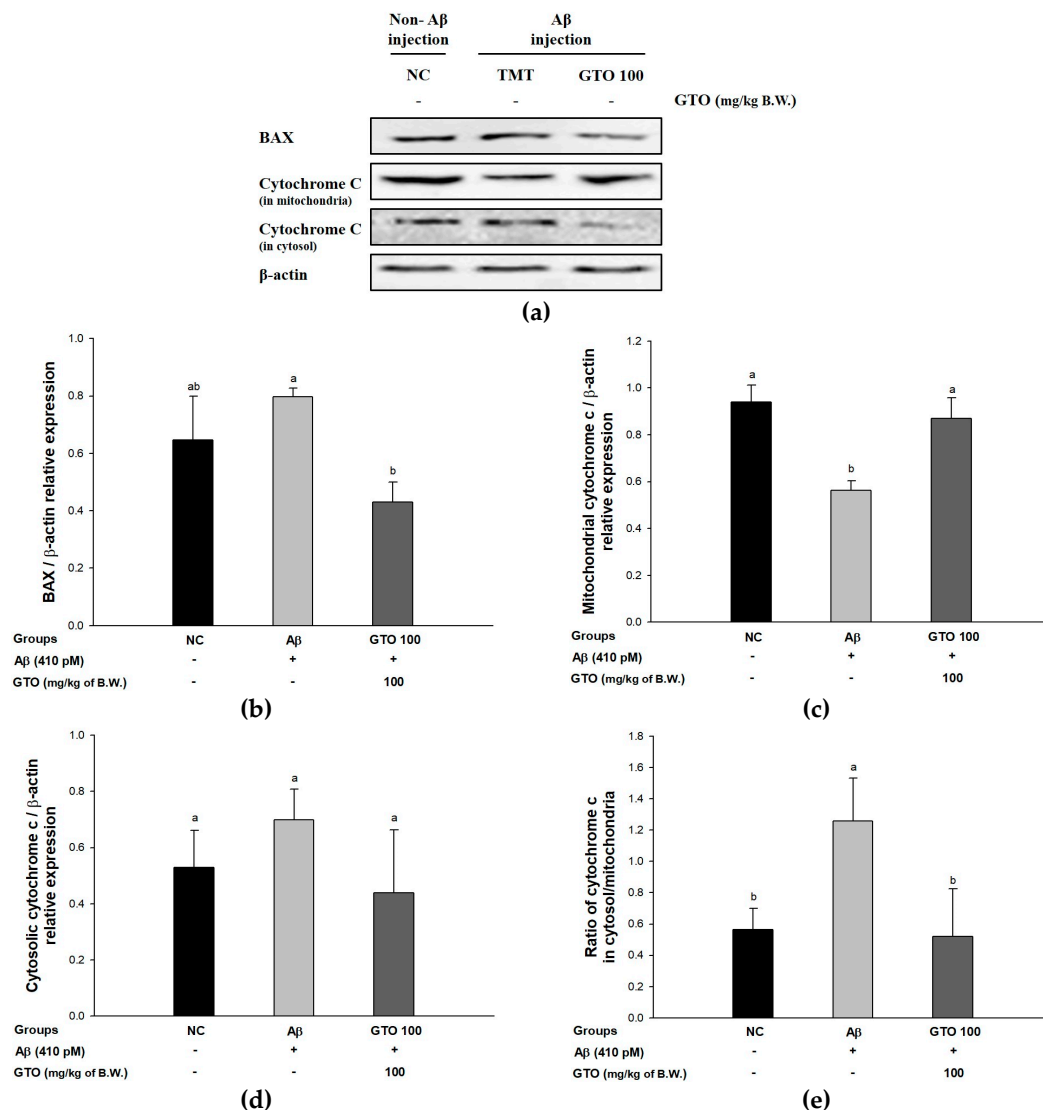 Non- Aβ Aβ
injection injection
NC TMT GTO 100
- - - GTO (mg/kg B.W.)
BAX
Cytochrome C
(in mitochondria)
Cytochrome C
(in cytosol)
β-actin
(a)
BAX / β-actin relative expression
1.0
0.8
0.6
0.4
0.2
0.0
ab a b
Groups NC Aβ GTO 100
Aβ (410 pM) - + +
GTO (mg/kg of B.W.) - - 100
(b)
Mitochondrial cytochrome c / β-actin
relative expression
1.2
1.0
0.8
0.6
0.4
0.2
0.0
a b a
Groups NC Aβ GTO 100
Aβ (410 pM) - + +
GTO (mg/kg of B.W.) - - 100
(c)
Cytosolic cytochrome c / β-actin
relative expression
1.0
0.8
0.6
0.4
0.2
0.0
a a a
Groups NC Aβ GTO 100
Aβ (410 pM) - + +
GTO (mg/kg of B.W.) - - 100
(d)
Ratio of cytochrome c
in cytosol/mitochondria
1.8
1.6
1.4
1.2
1.0
0.8
0.6
0.4
0.2
0.0
b a b
Groups NC Aβ GTO 100
Aβ (410 pM) - + +
GTO (mg/kg of B.W.) - - 100
(e)